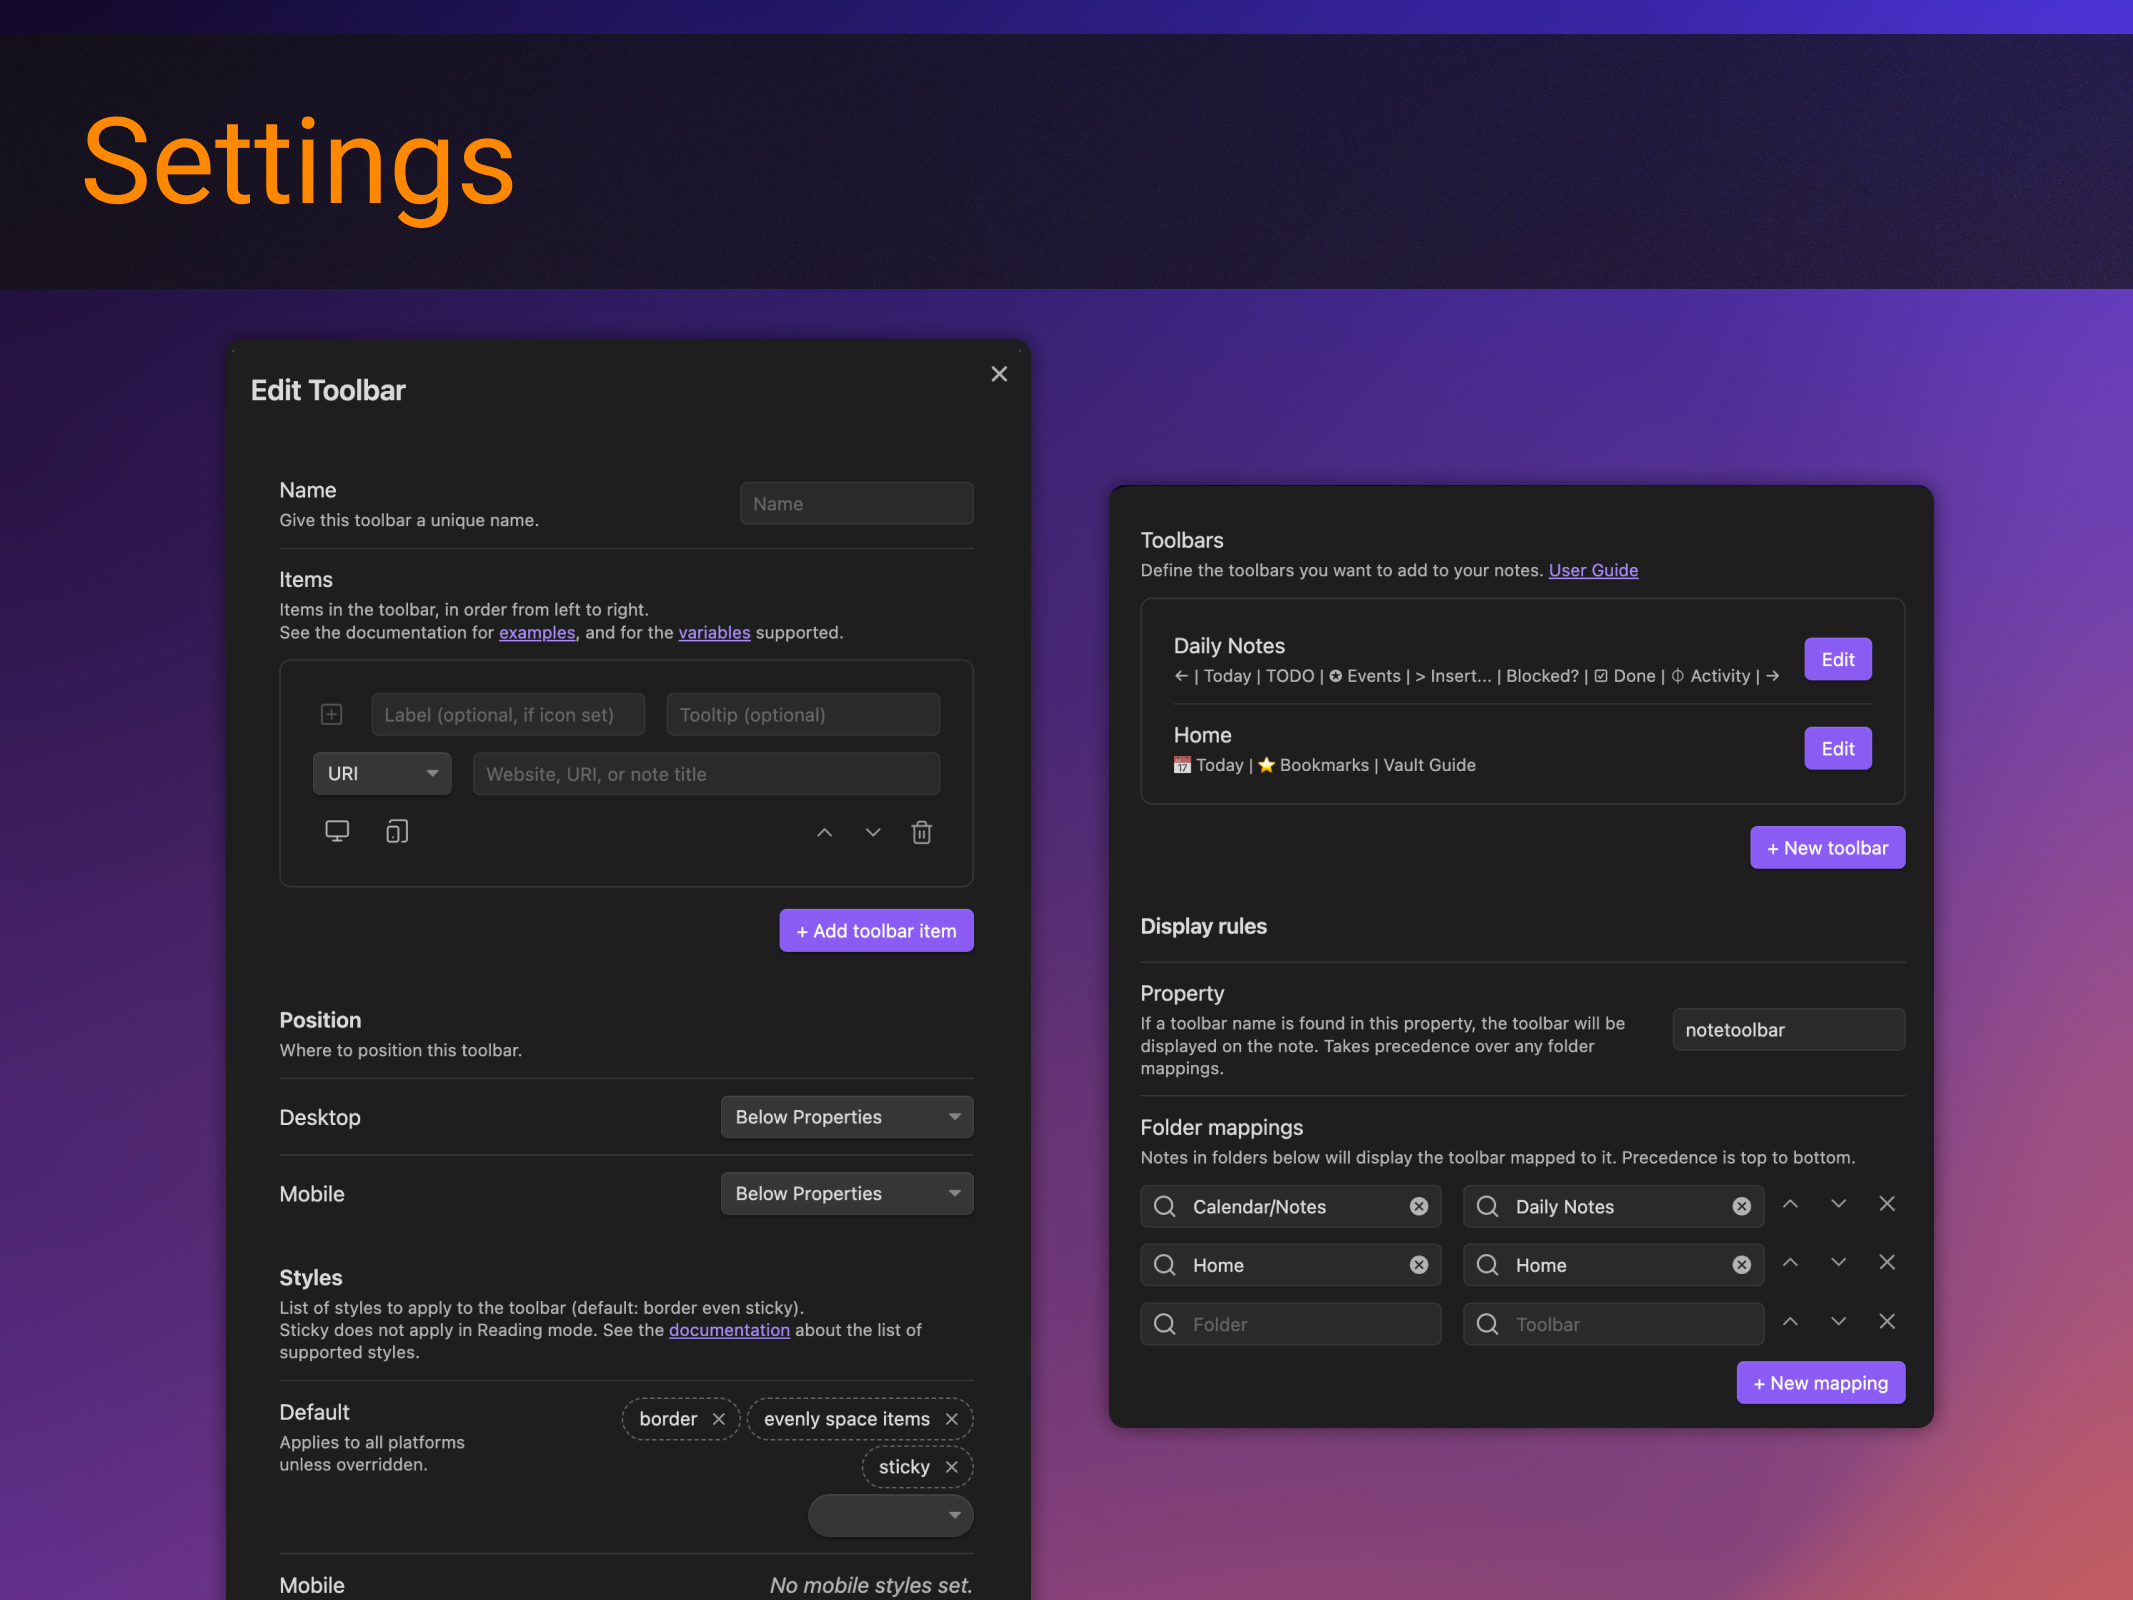 Settings
Edit Toolbar
Name
Give this toolbar a unique name.
Name
Items
Items in the toolbar, in order from left to right.
See the documentation for examples, and for the variables supported.
Label (optional, if icon set)
Tooltip (optional)
URI
Website, URI, or note title
+ Add toolbar item
Position
Where to position this toolbar.
Desktop
Below Properties
Mobile
Below Properties
Styles
List of styles to apply to the toolbar (default: border even sticky).
Sticky does not apply in Reading mode. See the documentation about the list of
supported styles.
Default
Applies to all platforms
unless overridden.
border
evenly space items
sticky
Mobile
No mobile styles set.
Toolbars
Define the toolbars you want to add to your notes. User Guide
Daily Notes
← | Today | TODO | ✪ Events | > Insert... | Blocked? | ☑ Done | ⏀ Activity | →
Edit
Home
📅 Today | ⭐ Bookmarks | Vault Guide
Edit
+ New toolbar
Display rules
Property
If a toolbar name is found in this property, the toolbar will be
displayed on the note. Takes precedence over any folder
mappings.
notetoolbar
Folder mappings
Notes in folders below will display the toolbar mapped to it. Precedence is top to bottom.
Calendar/Notes
Daily Notes
Home
Home
Folder
Toolbar
+ New mapping